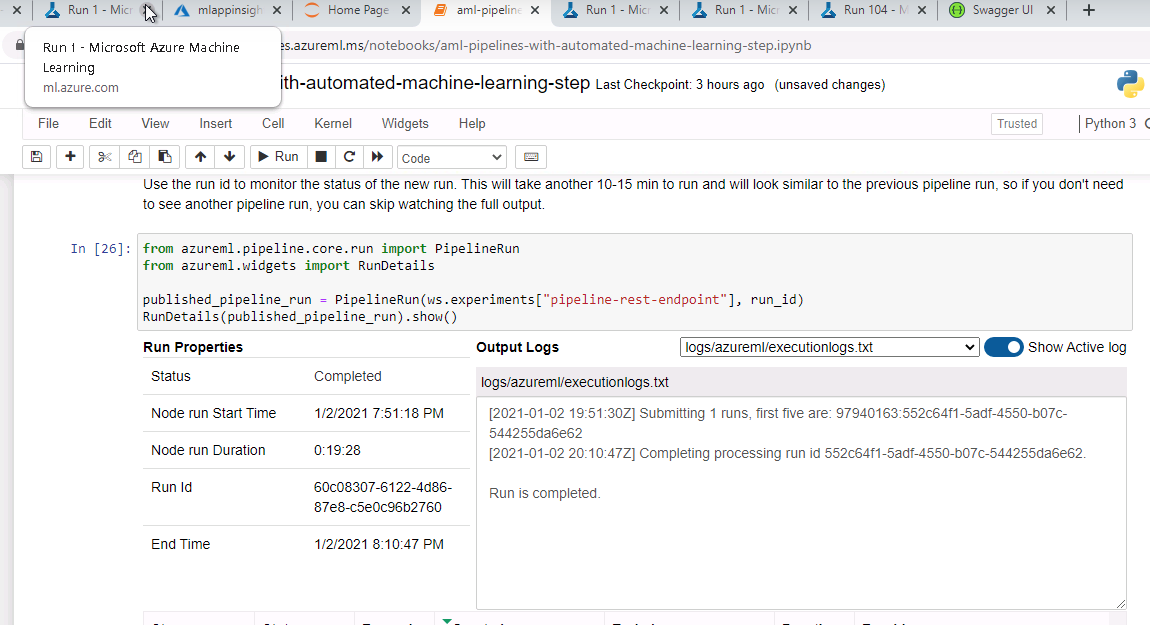 Run 1 - Micr
mlappinsigh
Home Page
aml-pipeline
Run 1 - Micr
Run 1 - Micr
Run 104 - M
Swagger UI
Run 1 - Microsoft Azure Machine
Learning
ml.azure.com
es.azureml.ms/notebooks/aml-pipelines-with-automated-machine-learning-step.ipynb
ith-automated-machine-learning-step Last Checkpoint: 3 hours ago (unsaved changes)
File Edit View Insert Cell Kernel Widgets Help Trusted Python 3
Run Code
Use the run id to monitor the status of the new run. This will take another 10-15 min to run and will look similar to the previous pipeline run, so if you don't need
to see another pipeline run, you can skip watching the full output.
In [26]: from azureml.pipeline.core.run import PipelineRun
from azureml.widgets import RunDetails
published_pipeline_run = PipelineRun(ws.experiments["pipeline-rest-endpoint"], run_id)
RunDetails(published_pipeline_run).show()
Run Properties
Status Completed
Node run Start Time 1/2/2021 7:51:18 PM
Node run Duration 0:19:28
Run Id 60c08307-6122-4d86-
87e8-c5e0c96b2760
End Time 1/2/2021 8:10:47 PM
Output Logs logs/azureml/executionlogs.txt Show Active log
logs/azureml/executionlogs.txt
[2021-01-02 19:51:30Z] Submitting 1 runs, first five are: 97940163:552c64f1-5adf-4550-b07c-
544255da6e62
[2021-01-02 20:10:47Z] Completing processing run id 552c64f1-5adf-4550-b07c-544255da6e62.
Run is completed.